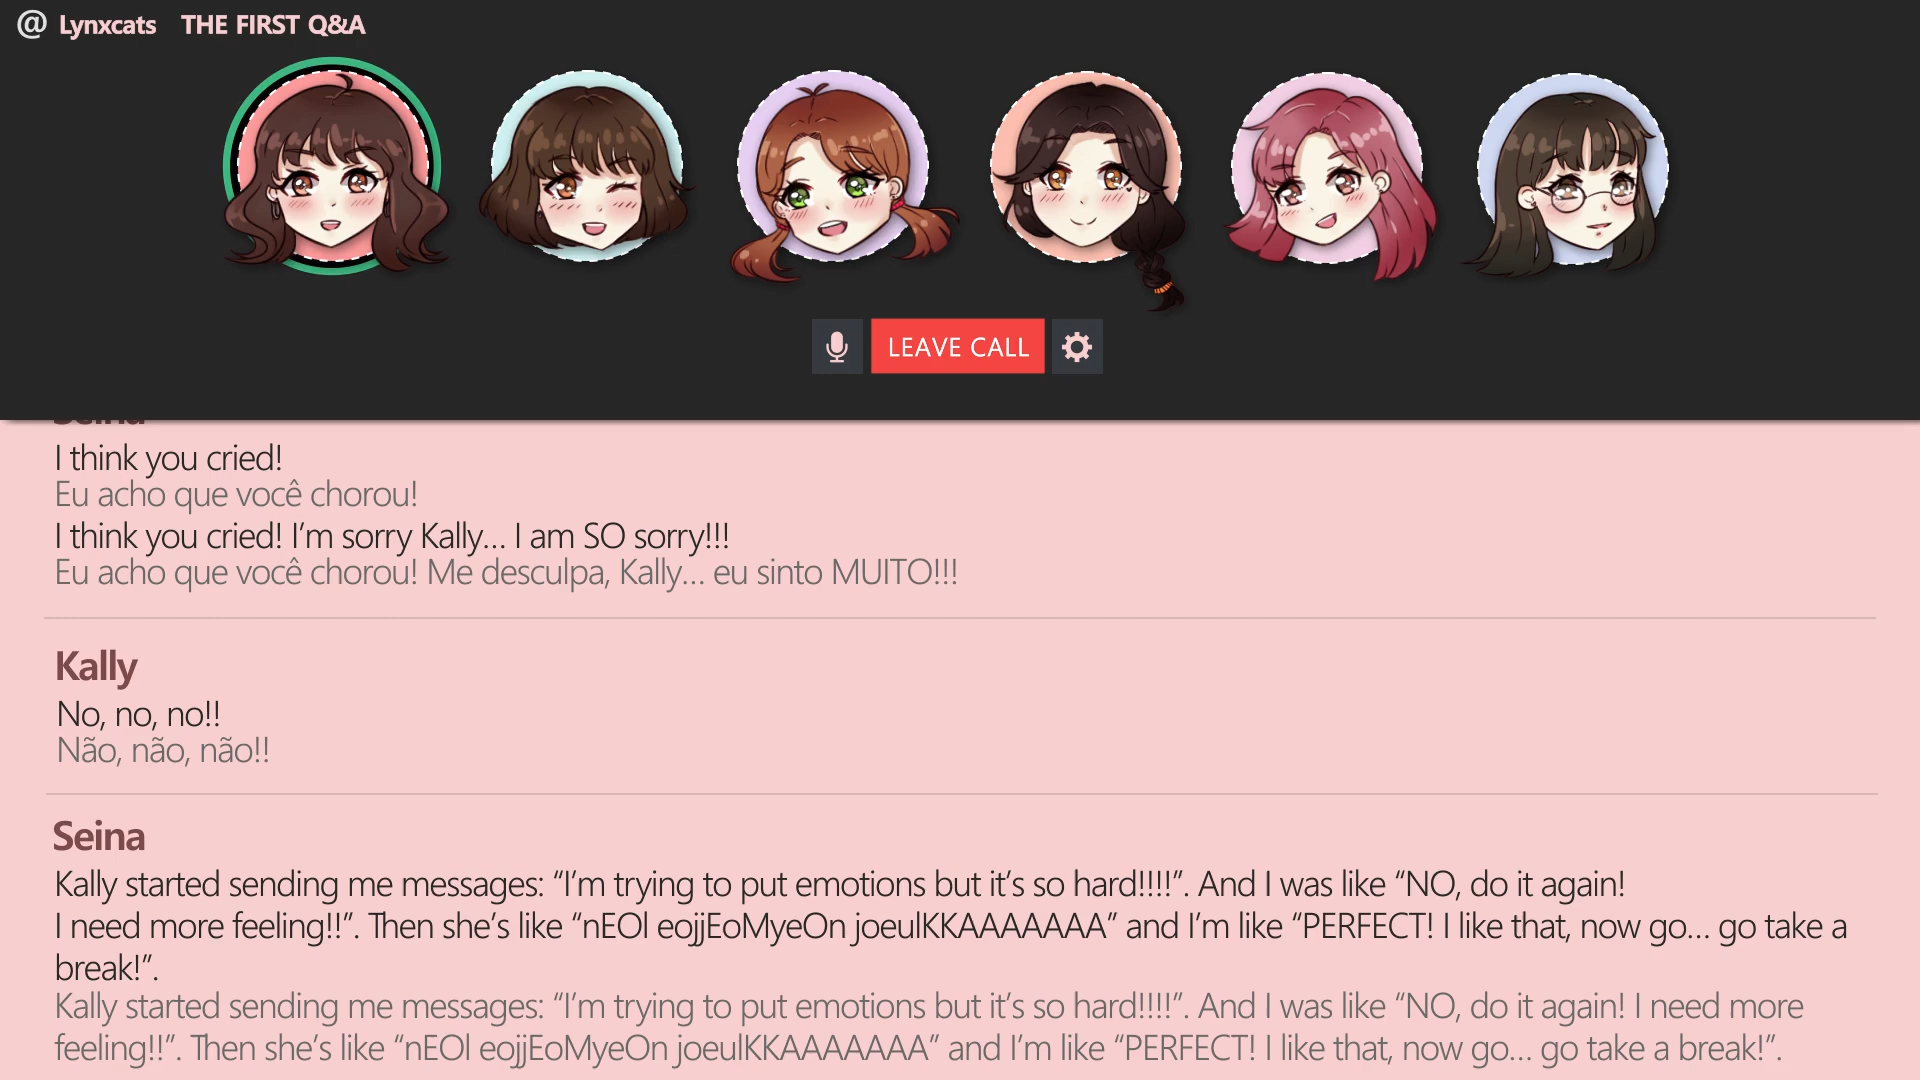 @ Lynxcats THE FIRST Q&A
LEAVE CALL
Seina
I think you cried!
Eu acho que você chorou!
I think you cried! I’m sorry Kally... I am SO sorry!!!
Eu acho que você chorou! Me desculpa, Kally... eu sinto MUITO!!!
Kally
No, no, no!!
Não, não, não!!
Seina
Kally started sending me messages: “I’m trying to put emotions but it’s so hard!!!!”. And I was like “NO, do it again!
I need more feeling!!”. Then she’s like “nEOl eojjEoMyeOn joeulKKAAAAAAA” and I’m like “PERFECT! I like that, now go... go take a
break!”.
Kally started sending me messages: “I’m trying to put emotions but it’s so hard!!!!”. And I was like “NO, do it again! I need more
feeling!!”. Then she’s like “nEOl eojjEoMyeOn joeulKKAAAAAAA” and I’m like “PERFECT! I like that, now go... go take a break!”.